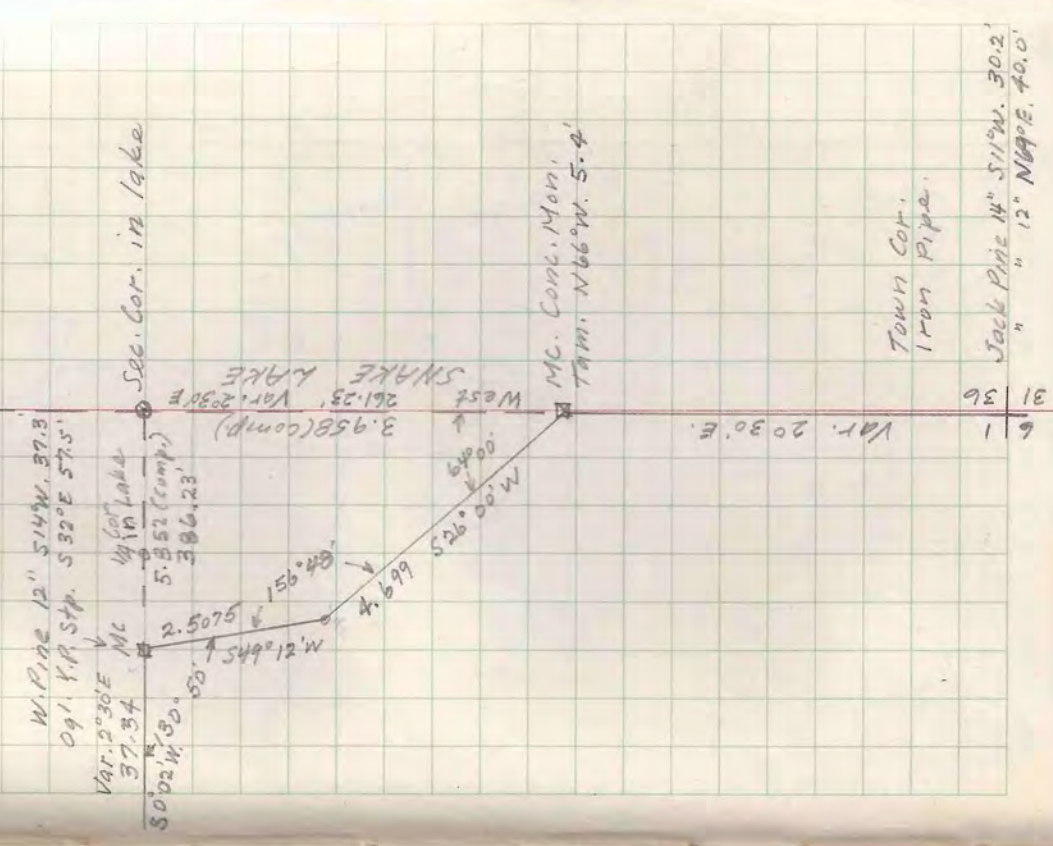 W. Pine 12" S14°W. 37.3
Og'l. Y.P. Stp. S32°E 57.5'
Var. 2°30'E
37.34
MC
¼ Cor
in Lake
5.852 (comp.)
386.23'
S0°02'W.
130° 50'
2.5075
S49°12'W.
156°48'
4.699
S26°00'W
64°00'
Sec. Cor. in lake
SNAKE LAKE
West 261.23' Var. 2°30'E
3.958 (comp)
MC. Conc. Mon.
Tam. N66°W. 5.4'
Var. 2°30'E.
Town Cor.
Iron Pipe.
Jack Pine 14" S11°W. 30.2'
" " 12" N69°E. 40.0'
36 31
1 6